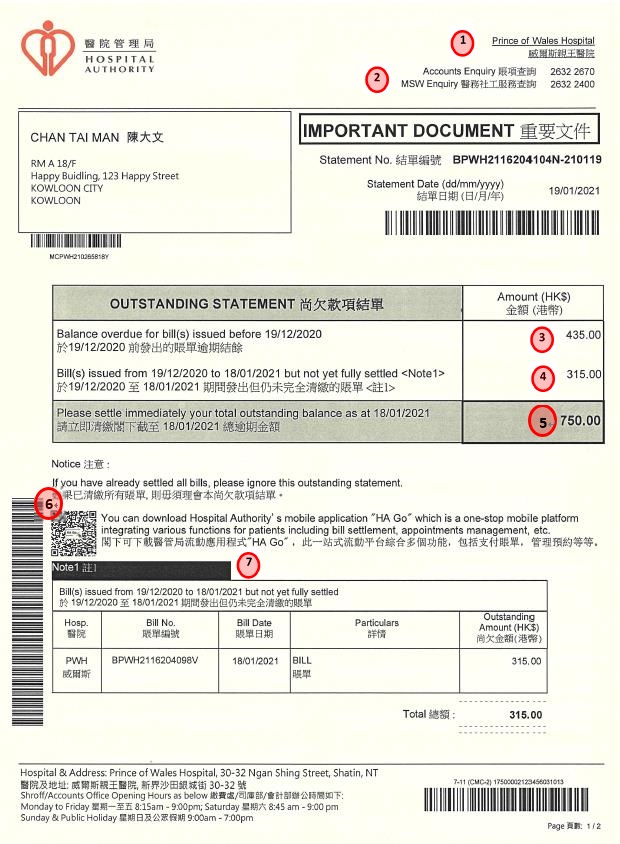 醫院管理局
HOSPITAL
AUTHORITY
1
Prince of Wales Hospital
威爾斯親王醫院
2
Accounts Enquiry 賬項查詢 2632 2670
MSW Enquiry 醫務社工服務查詢 2632 2400
CHAN TAI MAN 陳大文
RM A 18/F
Happy Buidling, 123 Happy Street
KOWLOON CITY
KOWLOON
MCPWH210265818Y
IMPORTANT DOCUMENT 重要文件
Statement No. 結單編號 BPWH2116204104N-210119
Statement Date (dd/mm/yyyy) 19/01/2021
結單日期 (日/月/年)
OUTSTANDING STATEMENT 尚欠款項結單
Amount (HK$)
金額 (港幣)
Balance overdue for bill(s) issued before 19/12/2020
於19/12/2020 前發出的賬單逾期結餘
3
435.00
Bill(s) issued from 19/12/2020 to 18/01/2021 but not yet fully settled <Note1>
於19/12/2020 至 18/01/2021 期間發出但仍未完全清繳的賬單 <註1>
4
315.00
Please settle immediately your total outstanding balance as at 18/01/2021
請立即清繳閣下截至 18/01/2021 總逾期金額
5
750.00
Notice 注意 :
If you have already settled all bills, please ignore this outstanding statement.
果已清繳所有賬單，則毋須理會本尚欠款項結單。
6
You can download Hospital Authority's mobile application "HA Go" which is a one-stop mobile platform
integrating various functions for patients including bill settlement, appointments management, etc.
閣下可下載醫管局流動應用程式"HA Go"，此一站式流動平台綜合多個功能，包括支付賬單，管理預約等等。
7
Note1 註1
Bill(s) issued from 19/12/2020 to 18/01/2021 but not yet fully settled
於 19/12/2020 至 18/01/2021 期間發出但仍未完全清繳的賬單
Hosp. Bill No. Bill Date Particulars Outstanding Amount (HK$)
醫院 賬單編號 賬單日期 詳情 尚欠金額 (港幣)
PWH BPWH2116204098V 18/01/2021 BILL 315.00
威爾斯 賬單
Total 總額 : 315.00
Hospital & Address: Prince of Wales Hospital, 30-32 Ngan Shing Street, Shatin, NT
醫院及地址: 威爾斯親王醫院, 新界沙田銀城街 30-32 號
Shroff/Accounts Office Opening Hours as below 繳費處/司庫部/會計部辦公時間如下:
Monday to Friday 星期一至五 8:15am - 9:00pm; Saturday 星期六 8:45 am - 9:00 pm
Sunday & Public Holiday 星期日及公眾假期 9:00am - 7:00pm
7-11 (CMC-2) 17500002123456031013
Page 頁數: 1 / 2